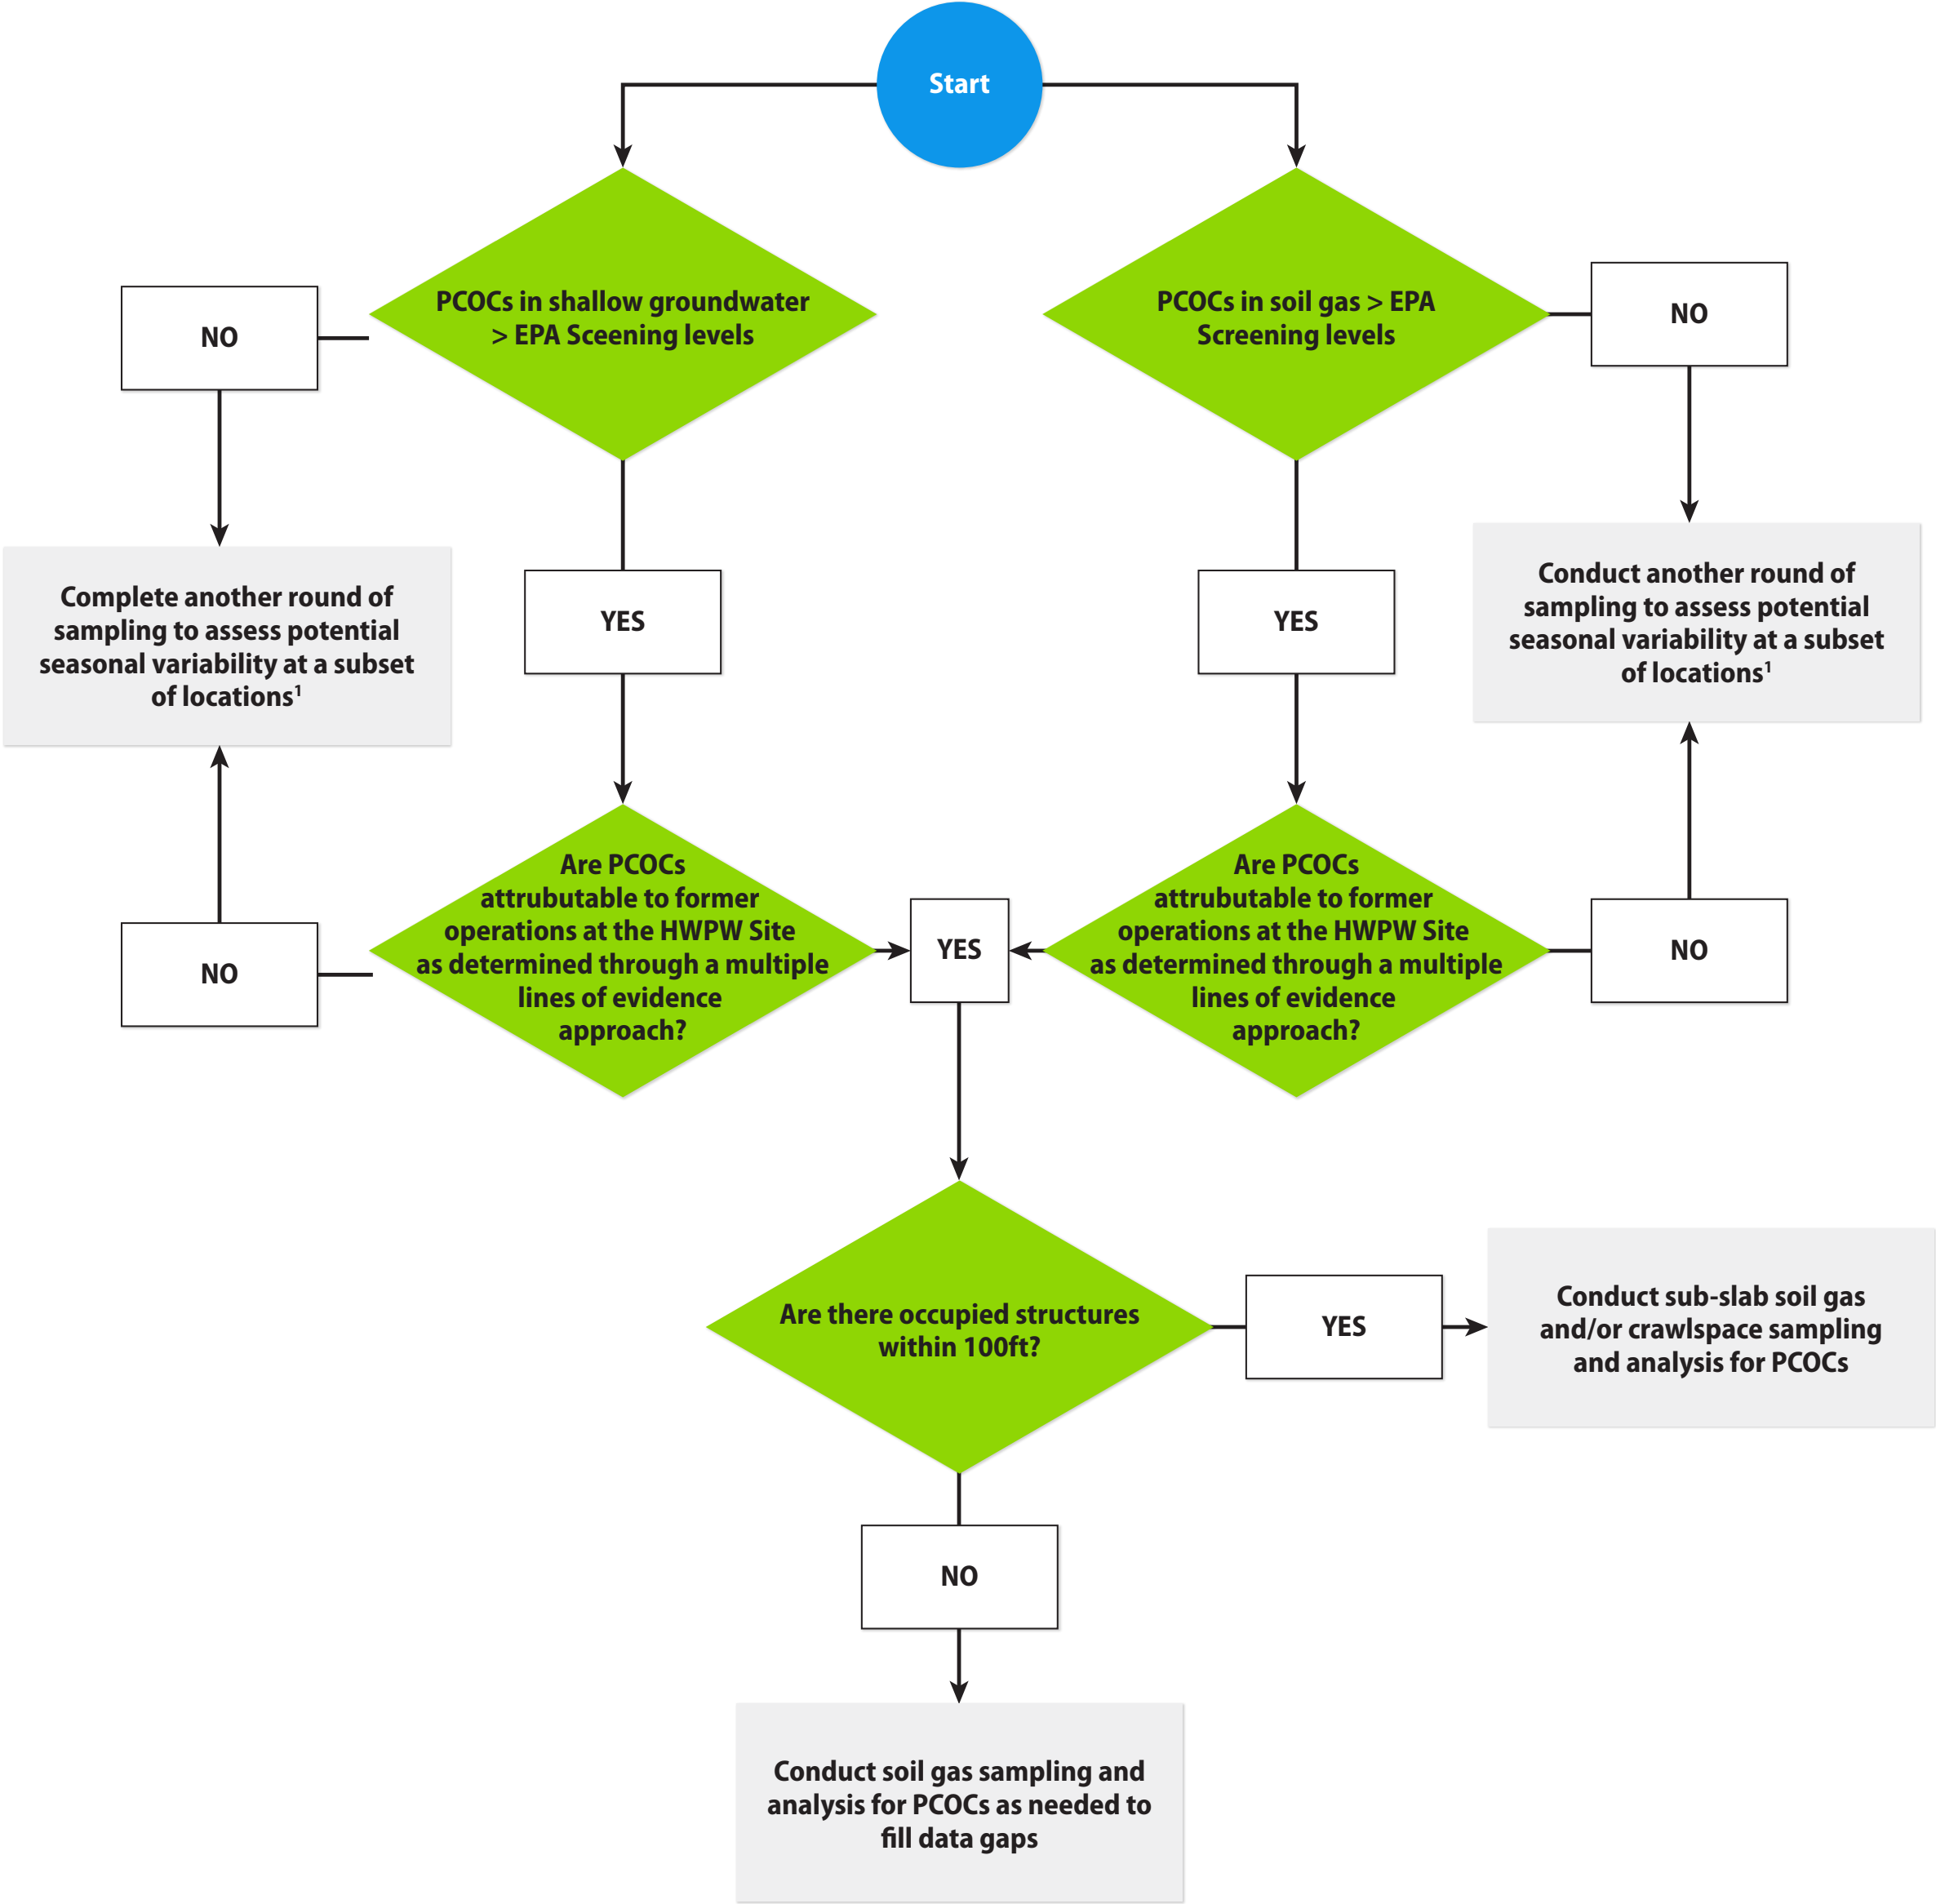 Start
PCOCs in shallow groundwater
> EPA Sceening levels
PCOCs in soil gas > EPA
Screening levels
NO
NO
Complete another round of
sampling to assess potential
seasonal variability at a subset
of locations¹
YES
YES
Conduct another round of
sampling to assess potential
seasonal variability at a subset
of locations¹
Are PCOCs
attrubutable to former
operations at the HWPW Site
as determined through a multiple
lines of evidence
approach?
NO
YES
Are PCOCs
attrubutable to former
operations at the HWPW Site
as determined through a multiple
lines of evidence
approach?
NO
Are there occupied structures
within 100ft?
YES
Conduct sub-slab soil gas
and/or crawlspace sampling
and analysis for PCOCs
NO
Conduct soil gas sampling and
analysis for PCOCs as needed to
fill data gaps